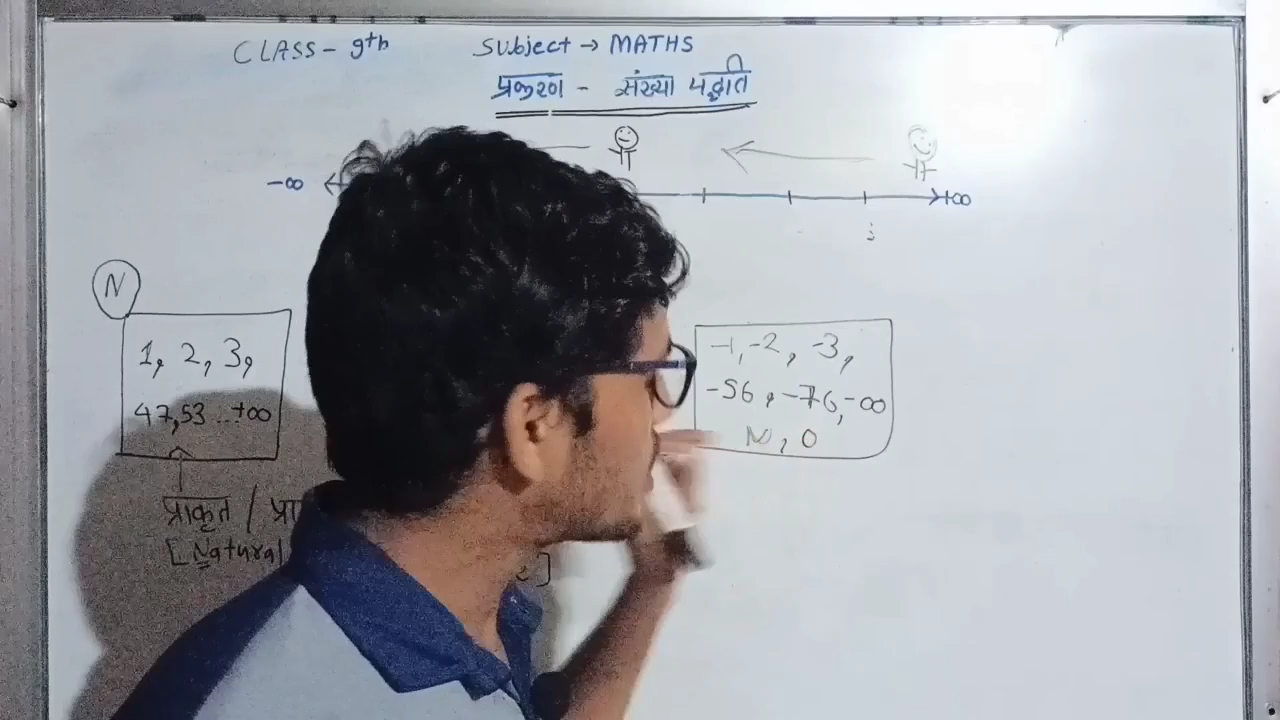 CLASS- 9th
Subject → MATHS
प्रकरण - संख्या पद्धति
-∞
+∞
N
1, 2, 3,
47,53...+∞
प्राकृत /
[Natural
]
-1, -2, -3,
-56, -76, -∞
N, 0